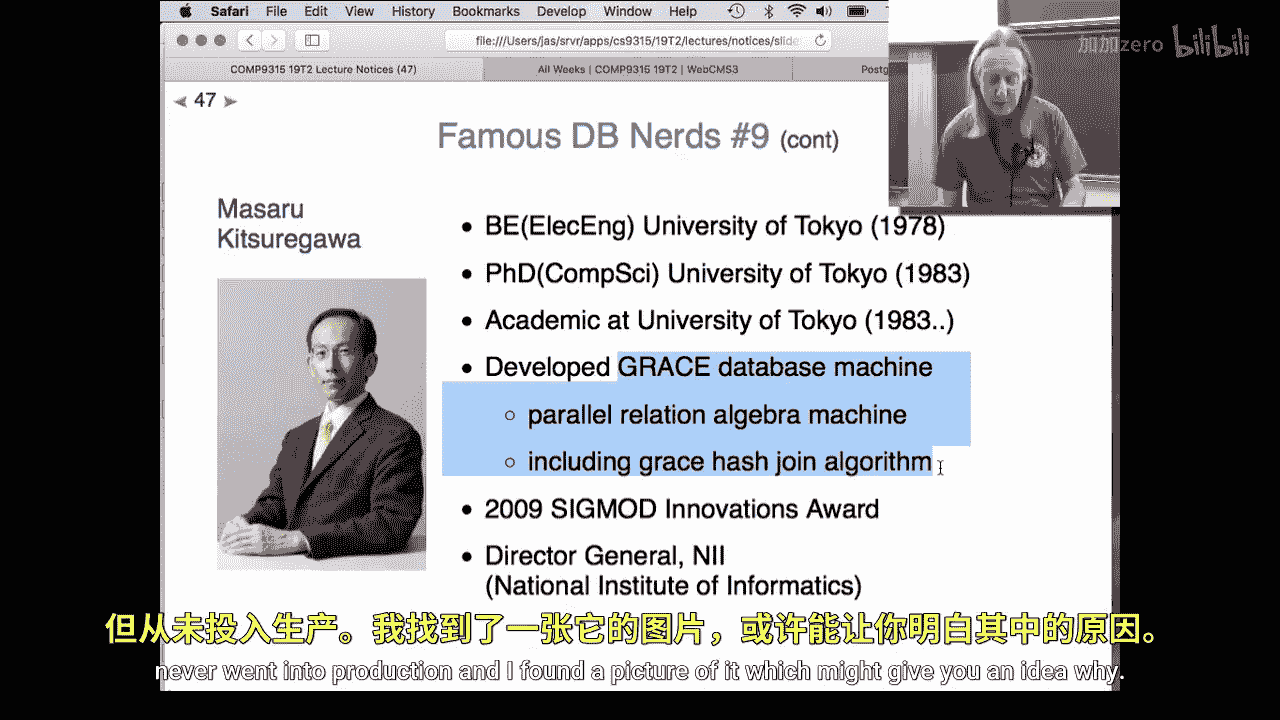 Safari File Edit View History Bookmarks Develop Window Help
file:///Users/jas/srvr/apps/cs9315/19T2/lectures/notices/slide
COMP9315 19T2 Lecture Notices (47)
All Weeks | COMP9315 19T2 | WebCMS3
Postg
加加zero bilibili
47
Famous DB Nerds #9 (cont)
Masaru
Kitsuregawa
• BE(ElecEng) University of Tokyo (1978)
• PhD(CompSci) University of Tokyo (1983)
• Academic at University of Tokyo (1983..)
• Developed GRACE database machine
○ parallel relation algebra machine
○ including grace hash join algorithm
• 2009 SIGMOD Innovations Award
• Director General, NII
(National Institute of Informatics)
但从未投入生产。我找到了一张它的图片，或许能让你明白其中的原因。
never went into production and I found a picture of it which might give you an idea why.